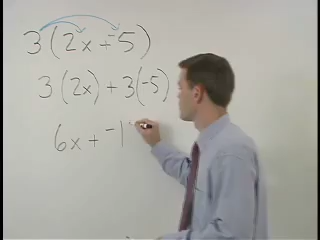 3(2x + -5)
3(2x) + 3(-5)
6x + -1